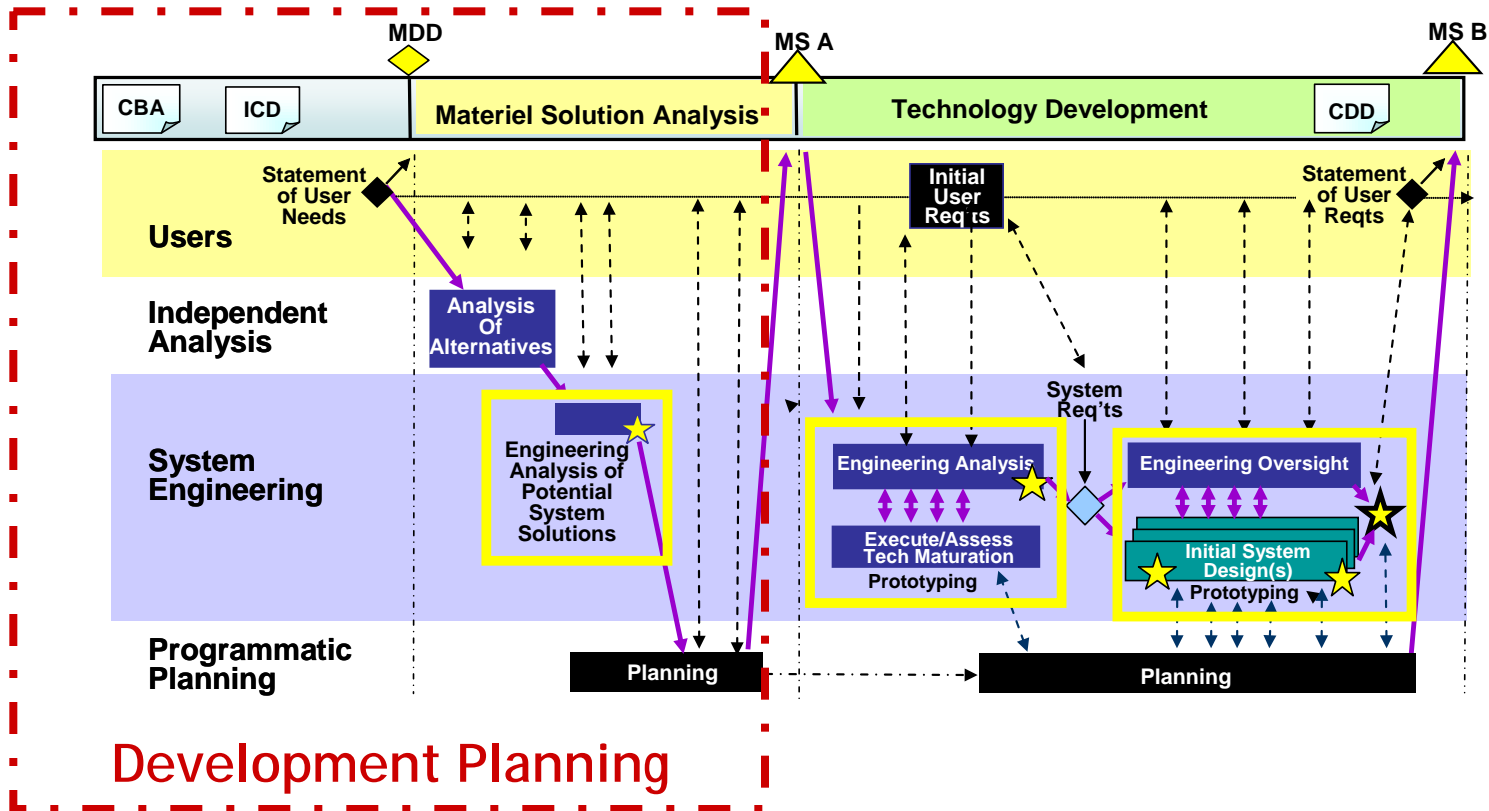 MDD
MS A
MS B
CBA
ICD
Materiel Solution Analysis
Technology Development
CDD
Statement
of User
Needs
Initial
User
Reqts
Statement
of User
Reqts
Users
Independent
Analysis
Analysis
Of
Alternatives
System
Req'ts
System
Engineering
Engineering
Analysis of
Potential
System
Solutions
Engineering Analysis
Execute/Assess
Tech Maturation
Prototyping
Engineering Oversight
Initial System
Design(s)
Prototyping
Programmatic
Planning
Planning
Planning
Development Planning